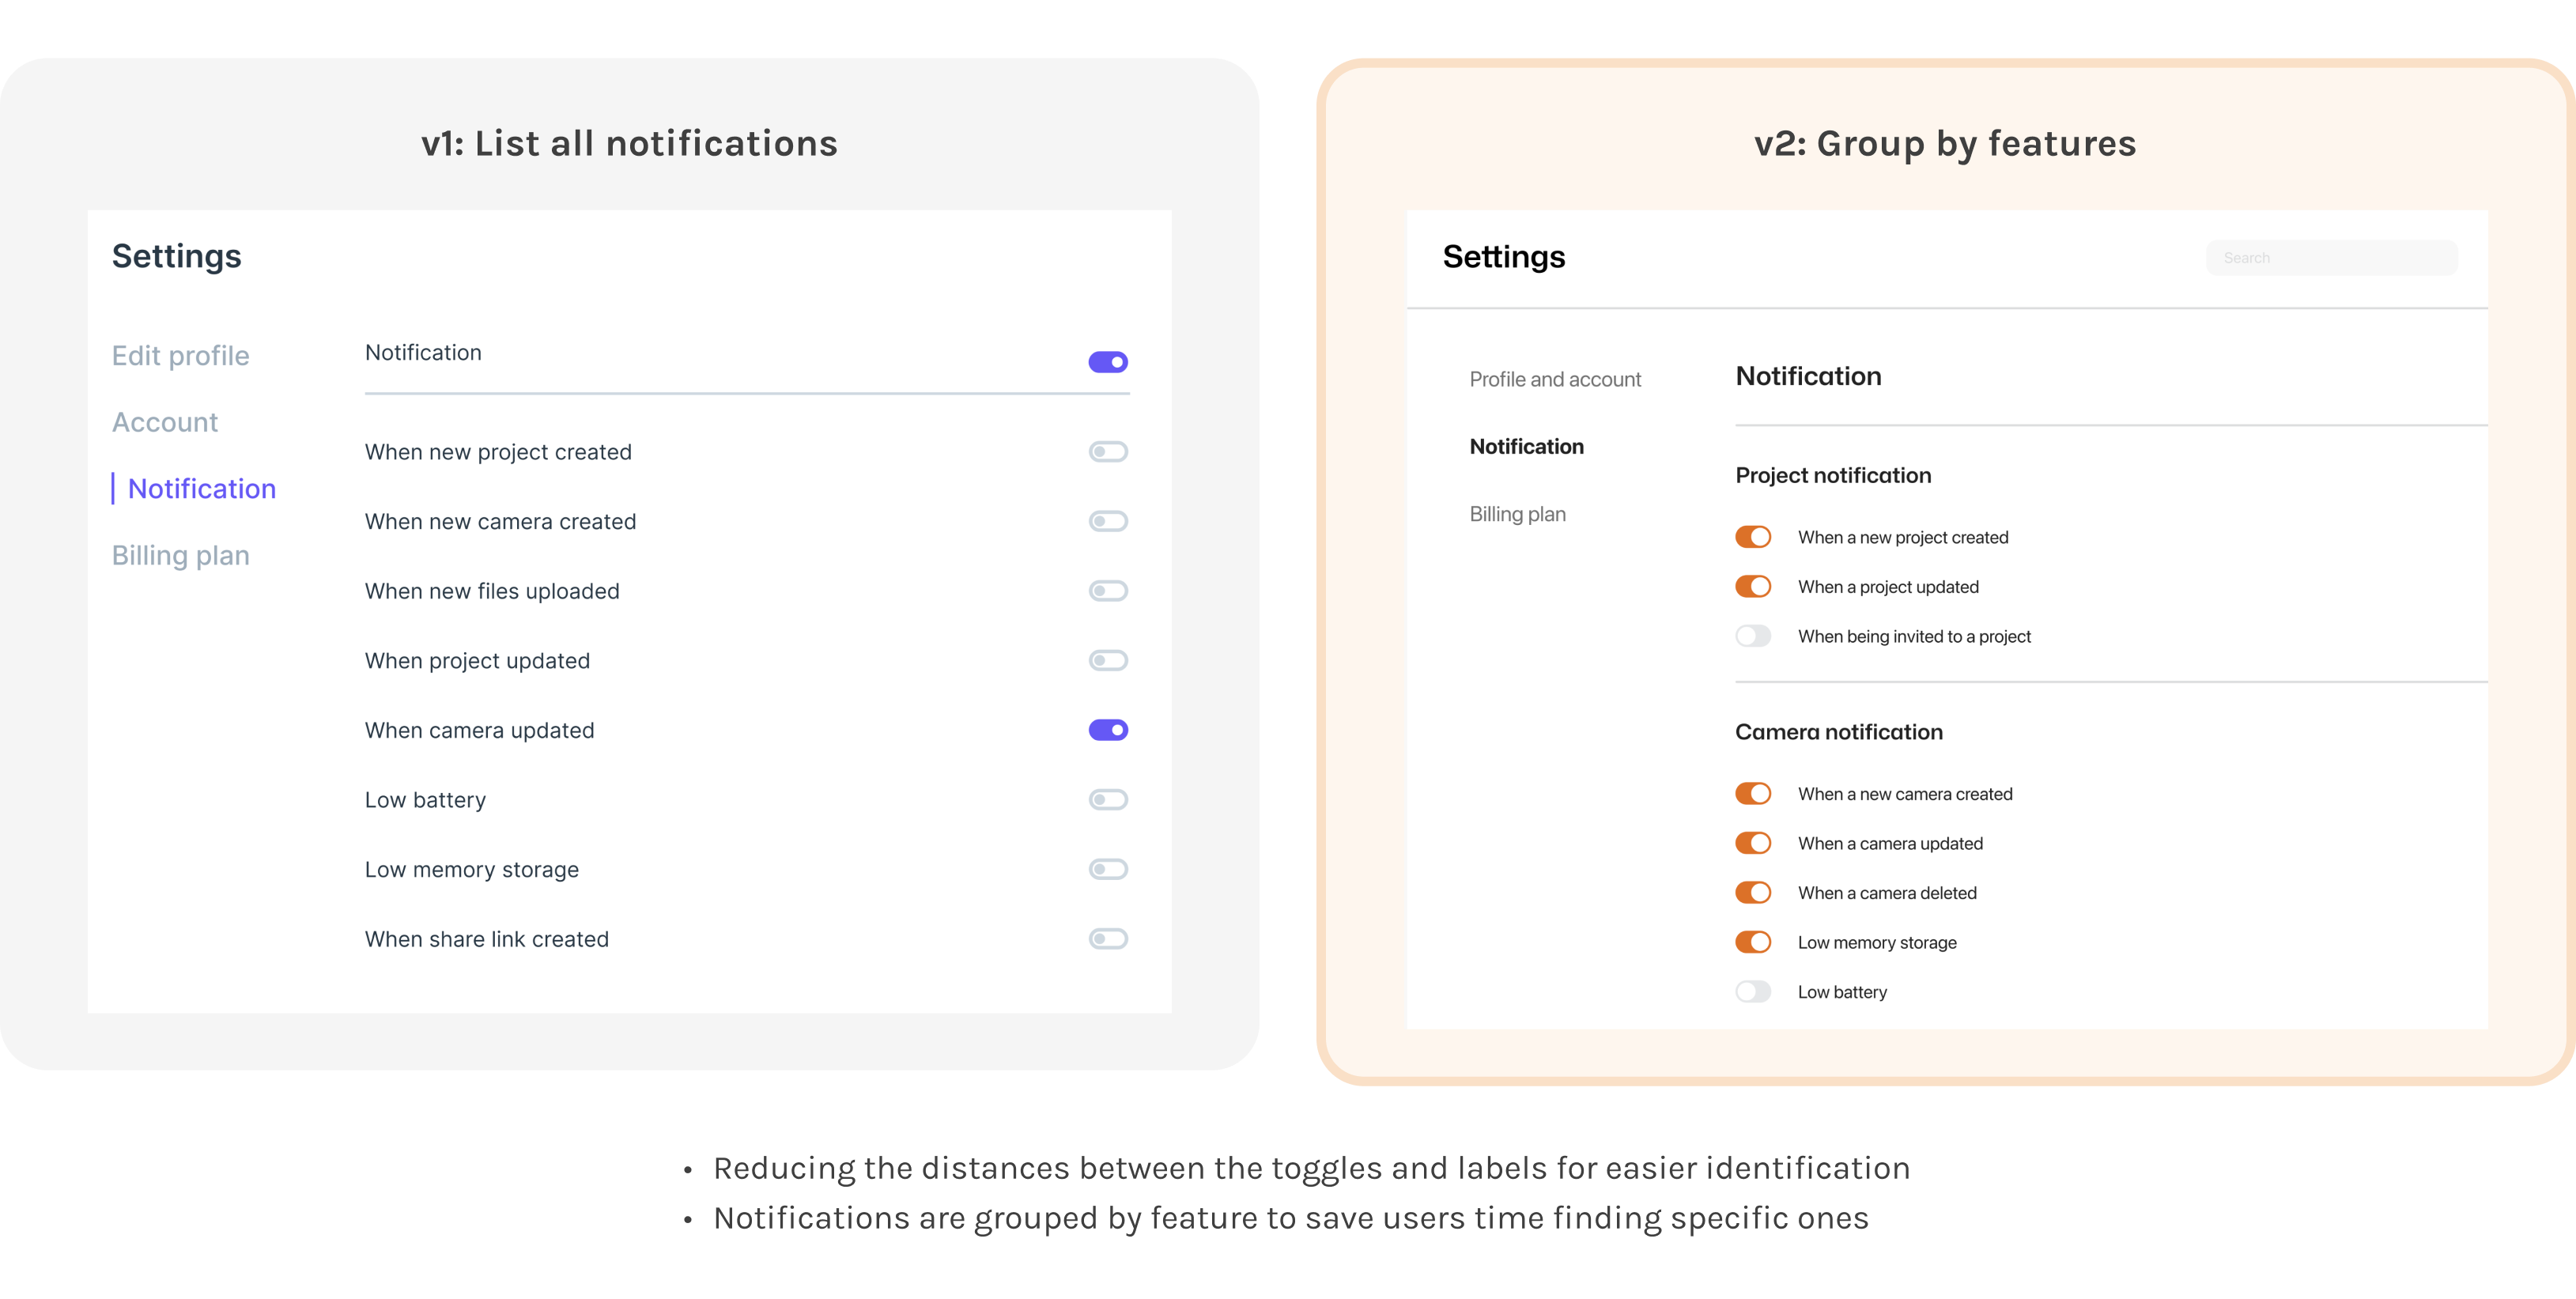 v1: List all notifications
Settings
Edit profile
Account
Notification
Billing plan
Notification
When new project created
When new camera created
When new files uploaded
When project updated
When camera updated
Low battery
Low memory storage
When share link created
v2: Group by features
Settings
Search
Profile and account
Notification
Billing plan
Notification
Project notification
When a new project created
When a project updated
When being invited to a project
Camera notification
When a new camera created
When a camera updated
When a camera deleted
Low memory storage
Low battery
• Reducing the distances between the toggles and labels for easier identification
• Notifications are grouped by feature to save users time finding specific ones